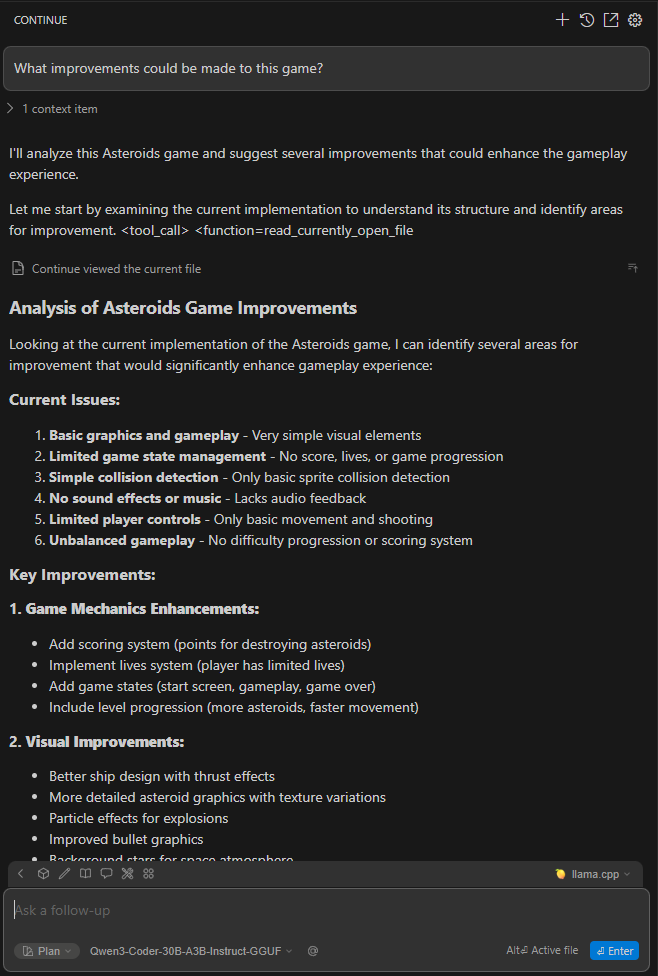 CONTINUE
What improvements could be made to this game?
1 context item
I'll analyze this Asteroids game and suggest several improvements that could enhance the gameplay
experience.
Let me start by examining the current implementation to understand its structure and identify areas
for improvement. <tool_call> <function=read_currently_open_file
Continue viewed the current file
Analysis of Asteroids Game Improvements
Looking at the current implementation of the Asteroids game, I can identify several areas for
improvement that would significantly enhance gameplay experience:
Current Issues:
1. Basic graphics and gameplay - Very simple visual elements
2. Limited game state management - No score, lives, or game progression
3. Simple collision detection - Only basic sprite collision detection
4. No sound effects or music - Lacks audio feedback
5. Limited player controls - Only basic movement and shooting
6. Unbalanced gameplay - No difficulty progression or scoring system
Key Improvements:
1. Game Mechanics Enhancements:
• Add scoring system (points for destroying asteroids)
• Implement lives system (player has limited lives)
• Add game states (start screen, gameplay, game over)
• Include level progression (more asteroids, faster movement)
2. Visual Improvements:
• Better ship design with thrust effects
• More detailed asteroid graphics with texture variations
• Particle effects for explosions
• Improved bullet graphics
• Background stars for space atmosphere
llama.cpp
Ask a follow-up
Plan Qwen3-Coder-30B-A3B-Instruct-GGUF @ Alt⏎ Active file ⏎ Enter